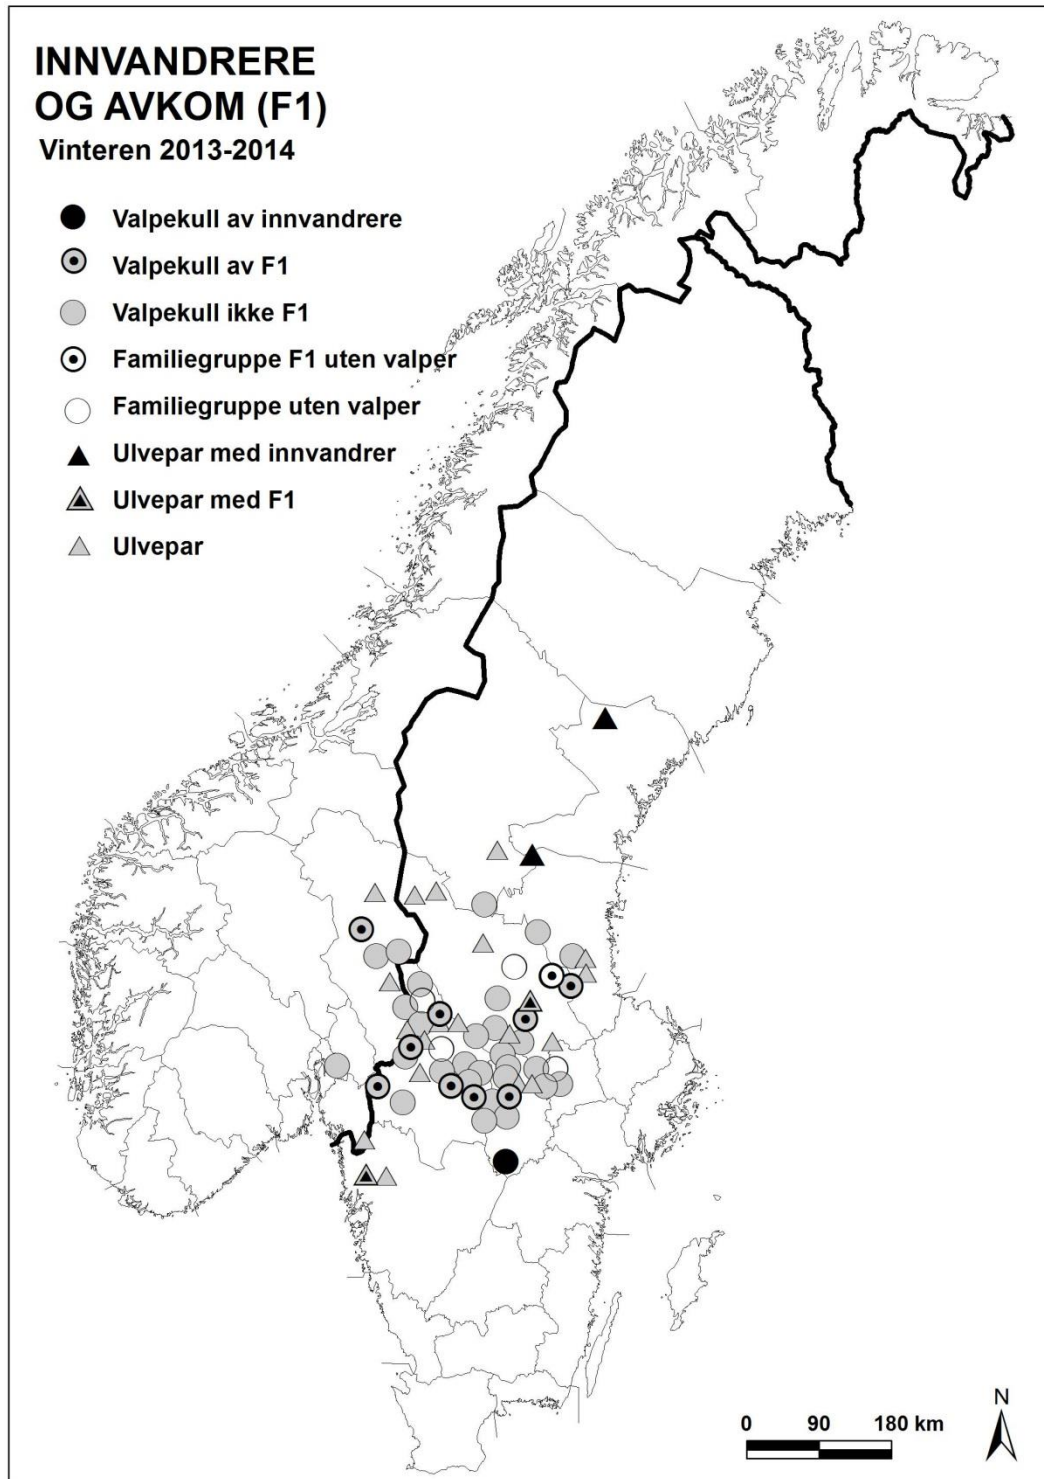 INNVANDRERE
OG AVKOM (F1)
Vinteren 2013-2014
Valpekull av innvandrere
Valpekull av F1
Valpekull ikke F1
Familiegruppe F1 uten valper
Familiegruppe uten valper
Ulvepar med innvandrer
Ulvepar med F1
Ulvepar
N
0 90 180 km